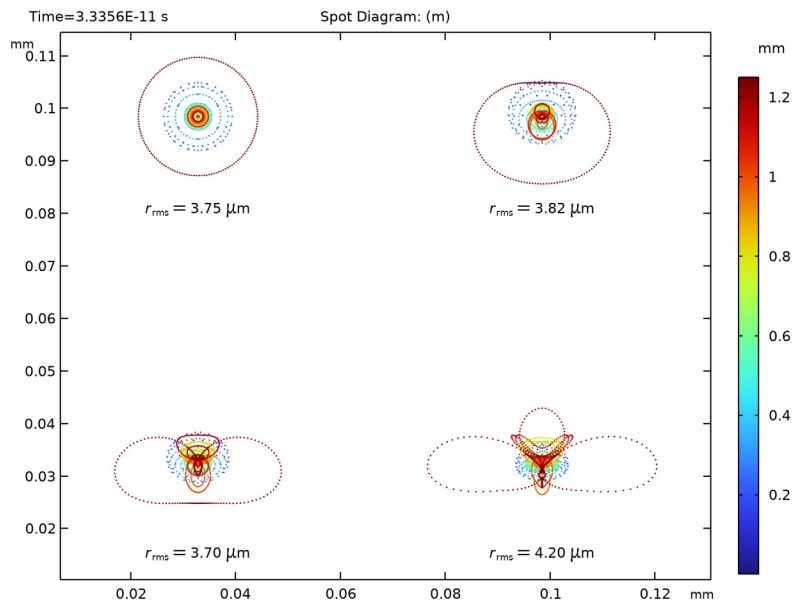 Time=3.3356E-11 s Spot Diagram: (m)
mm
mm
0.11
1.2
0.1
1
0.09
r_rms = 3.75 μm r_rms = 3.82 μm
0.08
0.8
0.07
0.06
0.6
0.05
0.4
0.04
0.03
0.2
0.02
r_rms = 3.70 μm r_rms = 4.20 μm
0.02 0.04 0.06 0.08 0.1 0.12 mm